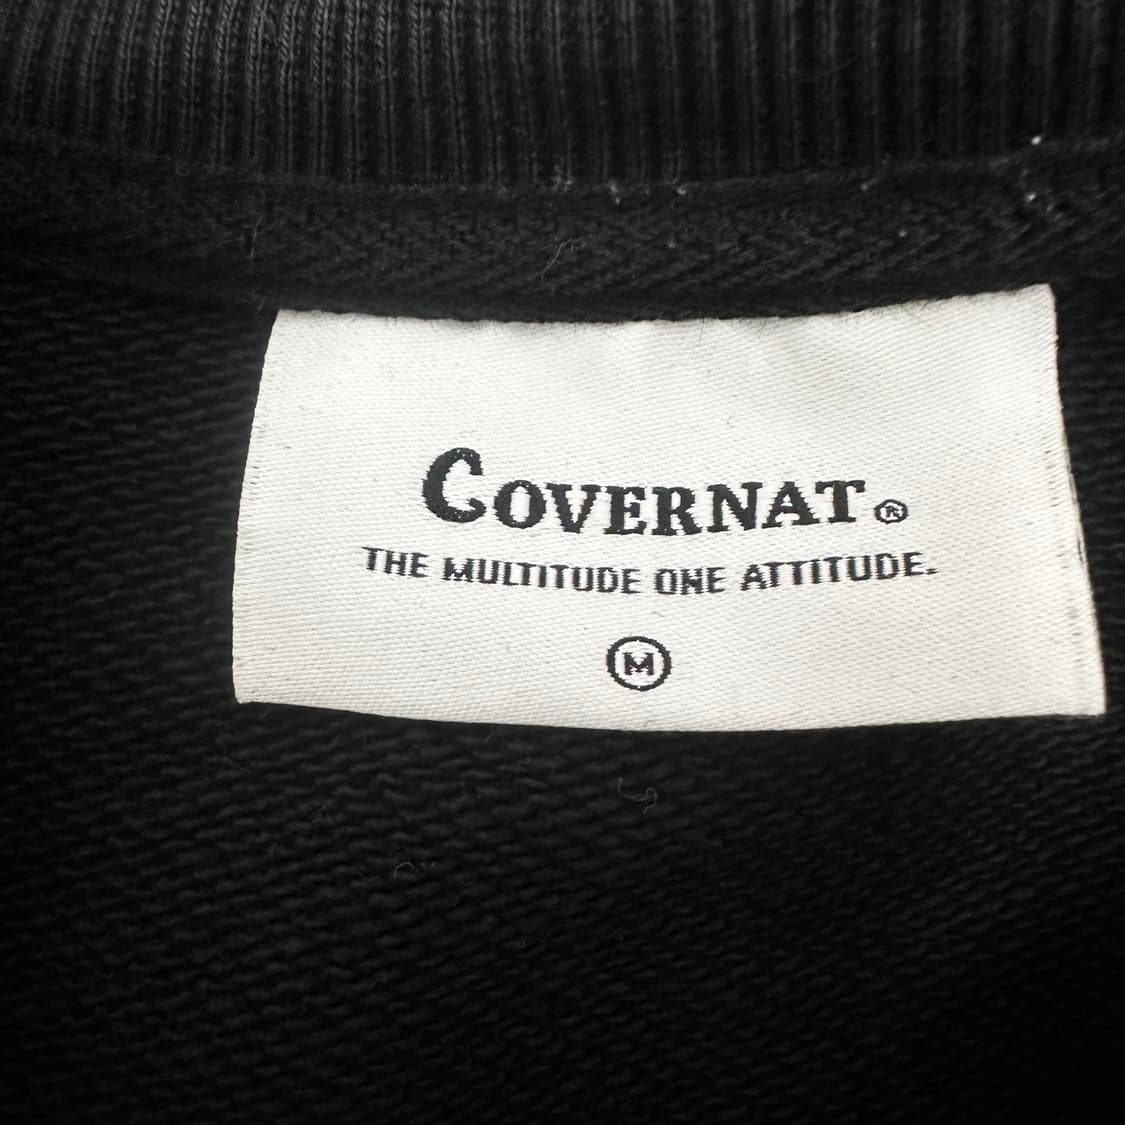 COVERNAT®
THE MULTITUDE ONE ATTITUDE.
M